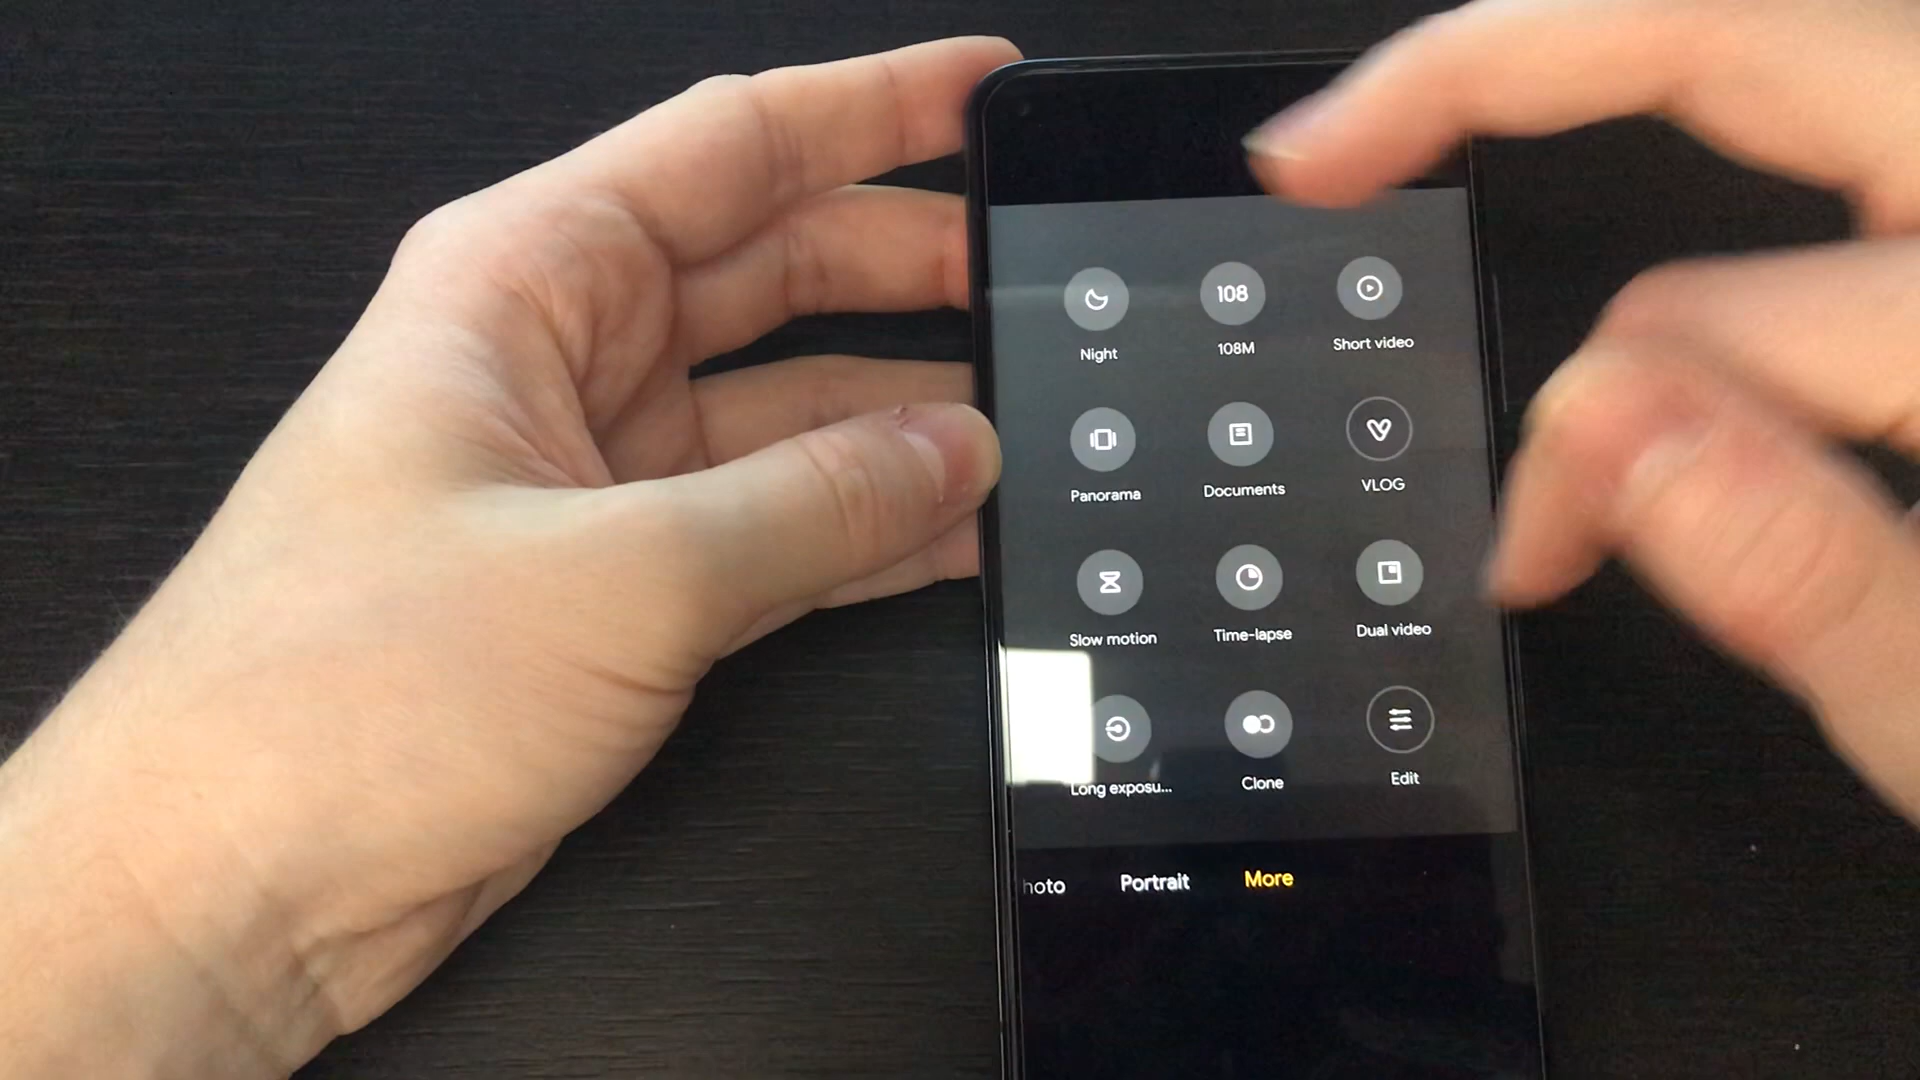 108
Night
108M
Short video
Panorama
Documents
VLOG
Slow motion
Time-lapse
Dual video
Long exposu...
Clone
Edit
hoto
Portrait
More